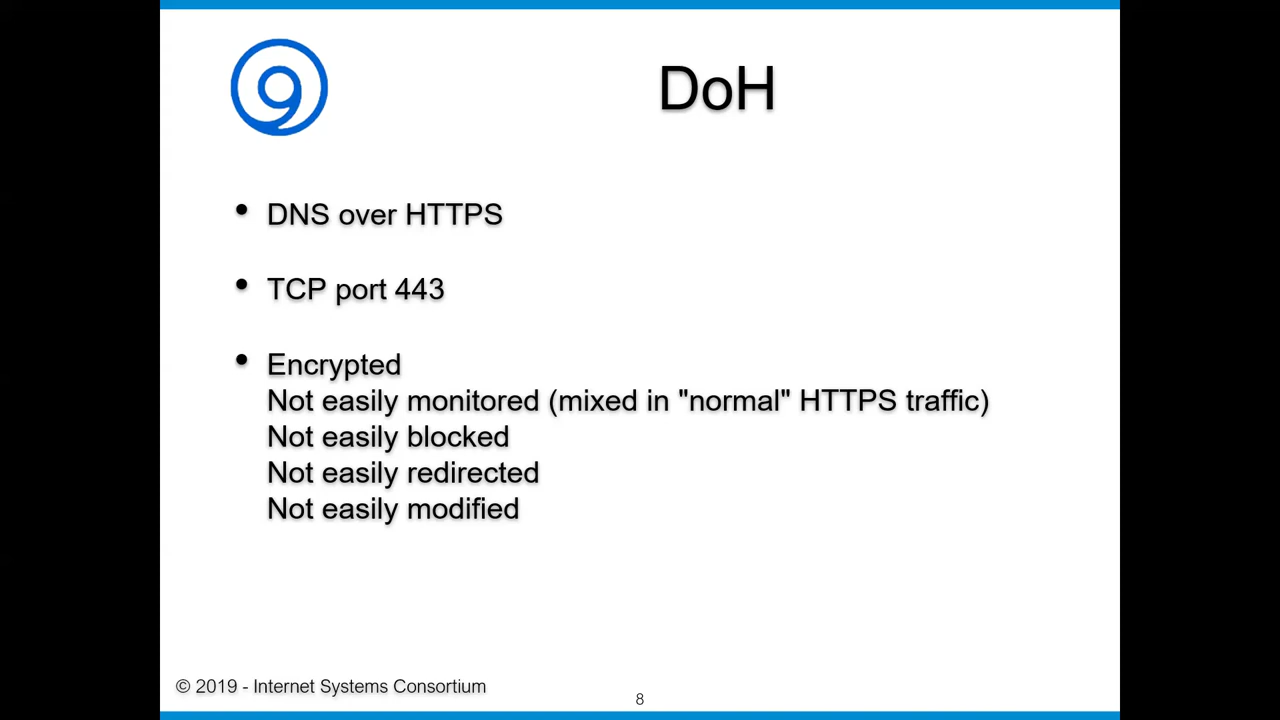 DoH
• DNS over HTTPS
• TCP port 443
• Encrypted
Not easily monitored (mixed in "normal" HTTPS traffic)
Not easily blocked
Not easily redirected
Not easily modified
© 2019 - Internet Systems Consortium
8